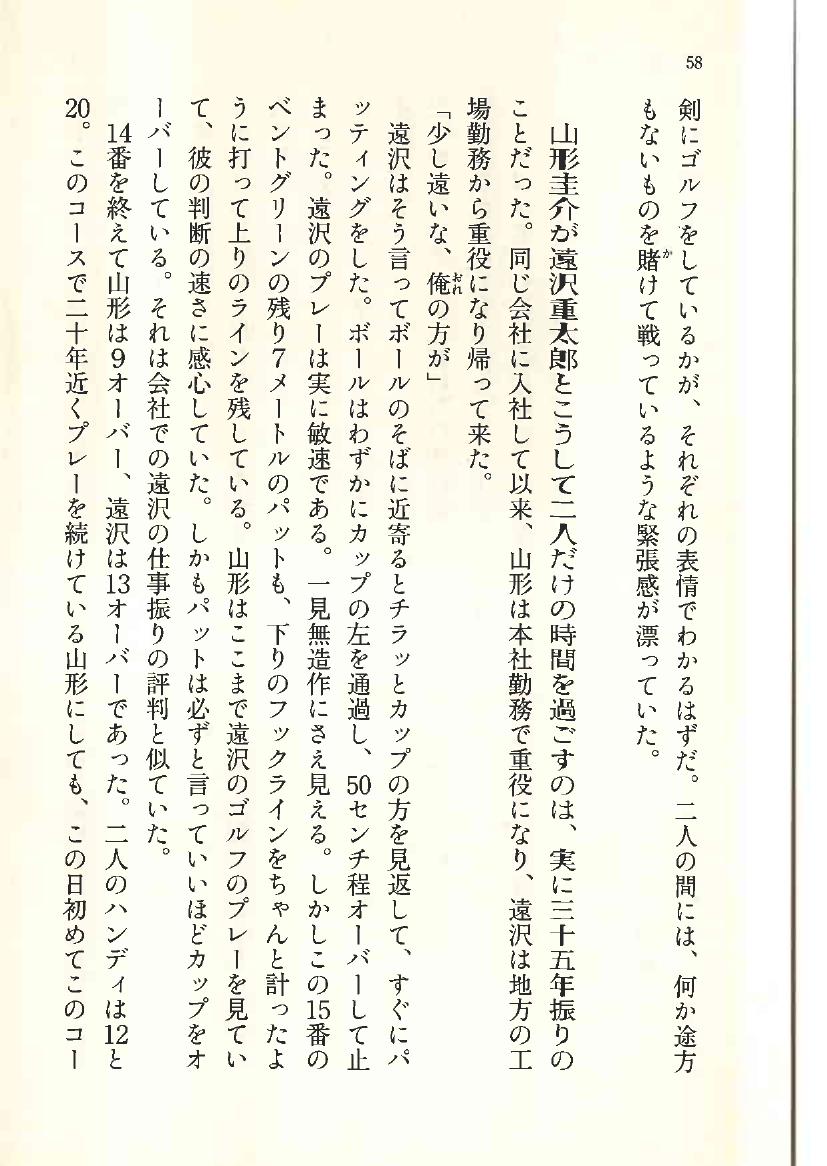 58
剣にゴルフをしているかが、それぞれの表情でわかるはずだ。二人の間には、何か途方
もないものを賭けて戦っているような緊張感が漂っていた。
か
山形圭介が遠沢重太郎とこうして二人だけの時間を過ごすのは、実に三十五年振りの
ことだった。同じ会社に入社して以来、山形は本社勤務で重役になり、遠沢は地方の工
場勤務から重役になり帰って来た。
「少し遠いな、俺の方が」
おれ
遠沢はそう言ってボールのそばに近寄るとチラッとカップの方を見返して、すぐにパ
ッティングをした。ボールはわずかにカップの左を通過し、50センチ程オーバーして止
まった。遠沢のプレーは実に敏速である。一見無造作にさえ見える。しかしこの15番の
ベントグリーンの残り7メートルのパットも、下りのフックラインをちゃんと計ったよ
うに打って上りのラインを残している。山形はここまで遠沢のゴルフのプレーを見てい
て、彼の判断の速さに感心していた。しかもパットは必ずと言っていいほどカップをオ
ーバーしている。それは会社での遠沢の仕事振りの評判と似ていた。
14番を終えて山形は9オーバー、遠沢は13オーバーであった。二人のハンディは12と
20。このコースで二十年近くプレーを続けている山形にしても、この日初めてこのコー